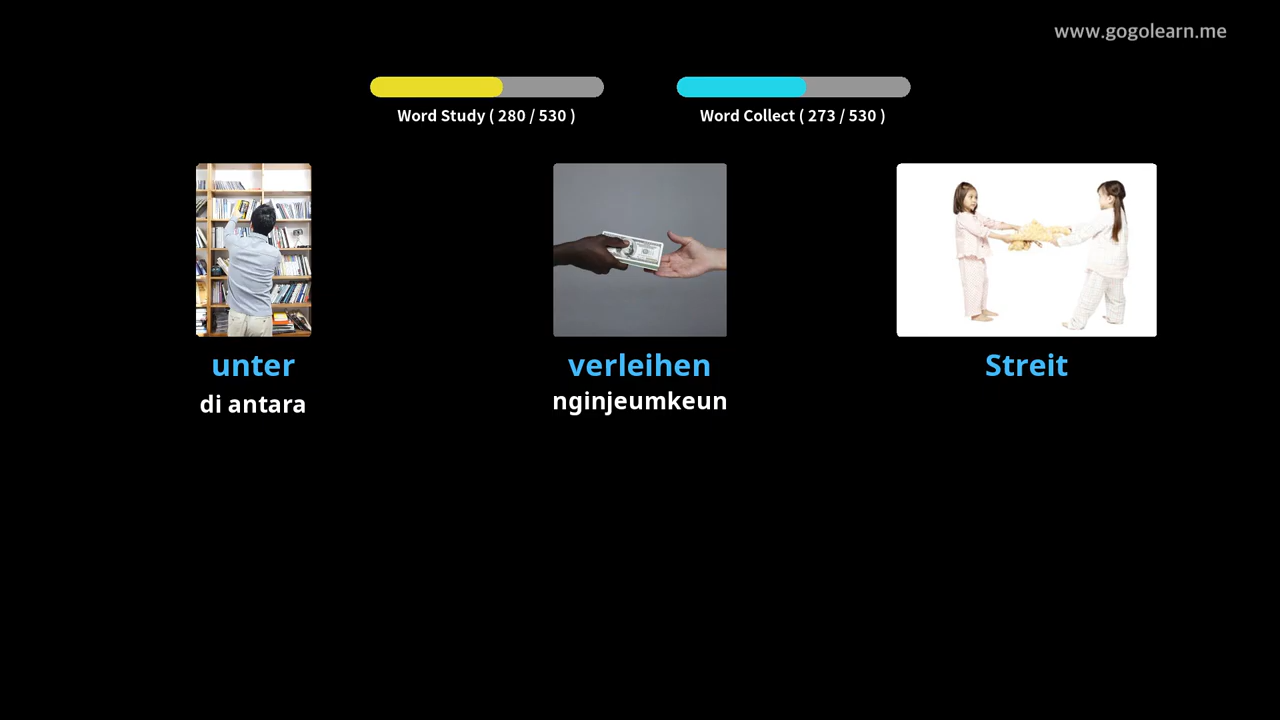 www.gogolearn.me
Word Study ( 280 / 530 )
Word Collect ( 273 / 530 )
unter
di antara
verleihen
nginjeumkeun
Streit